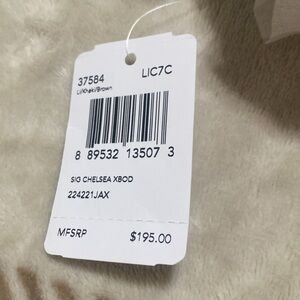 37584 LIC7C
LI/Khaki/Brown
8 89532 13507 3
SIG CHELSEA XBOD
224221JAX
MFSRP $195.00